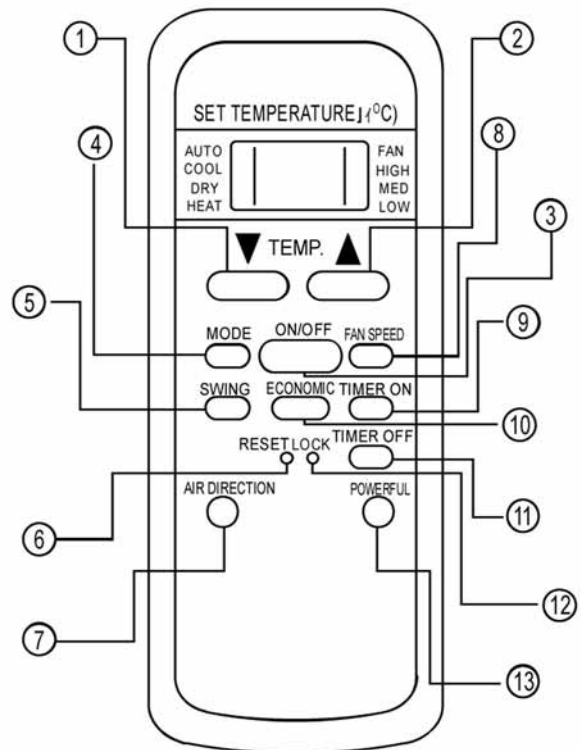 ① ②
SET TEMPERATURE (°C)
④ ⑧
AUTO FAN
COOL HIGH
DRY MED
HEAT LOW
① ③
▼ TEMP. ▲
⑤ ⑨
MODE ON/OFF FAN SPEED
SWING ECONOMIC TIMER ON
⑩
RESET LOCK TIMER OFF
AIR DIRECTION POWERFUL
⑥ ⑪
⑫
⑦
⑬